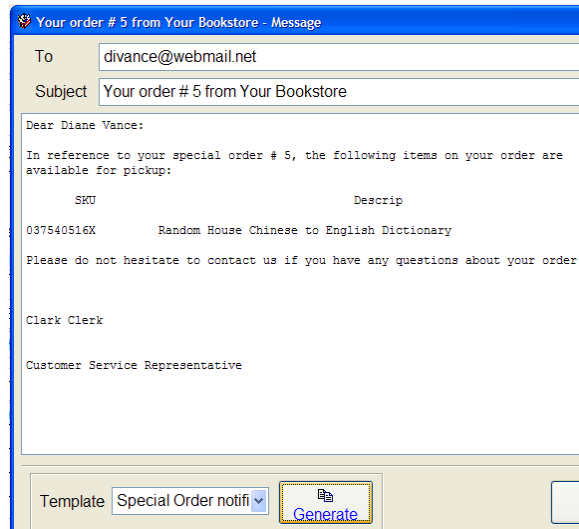 Your order # 5 from Your Bookstore - Message
To divance@webmail.net
Subject Your order # 5 from Your Bookstore
Dear Diane Vance:
In reference to your special order # 5, the following items on your order are
available for pickup:
SKU Descrip
037540516X Random House Chinese to English Dictionary
Please do not hesitate to contact us if you have any questions about your order
Clark Clerk
Customer Service Representative
Template Special Order notifi
Generate